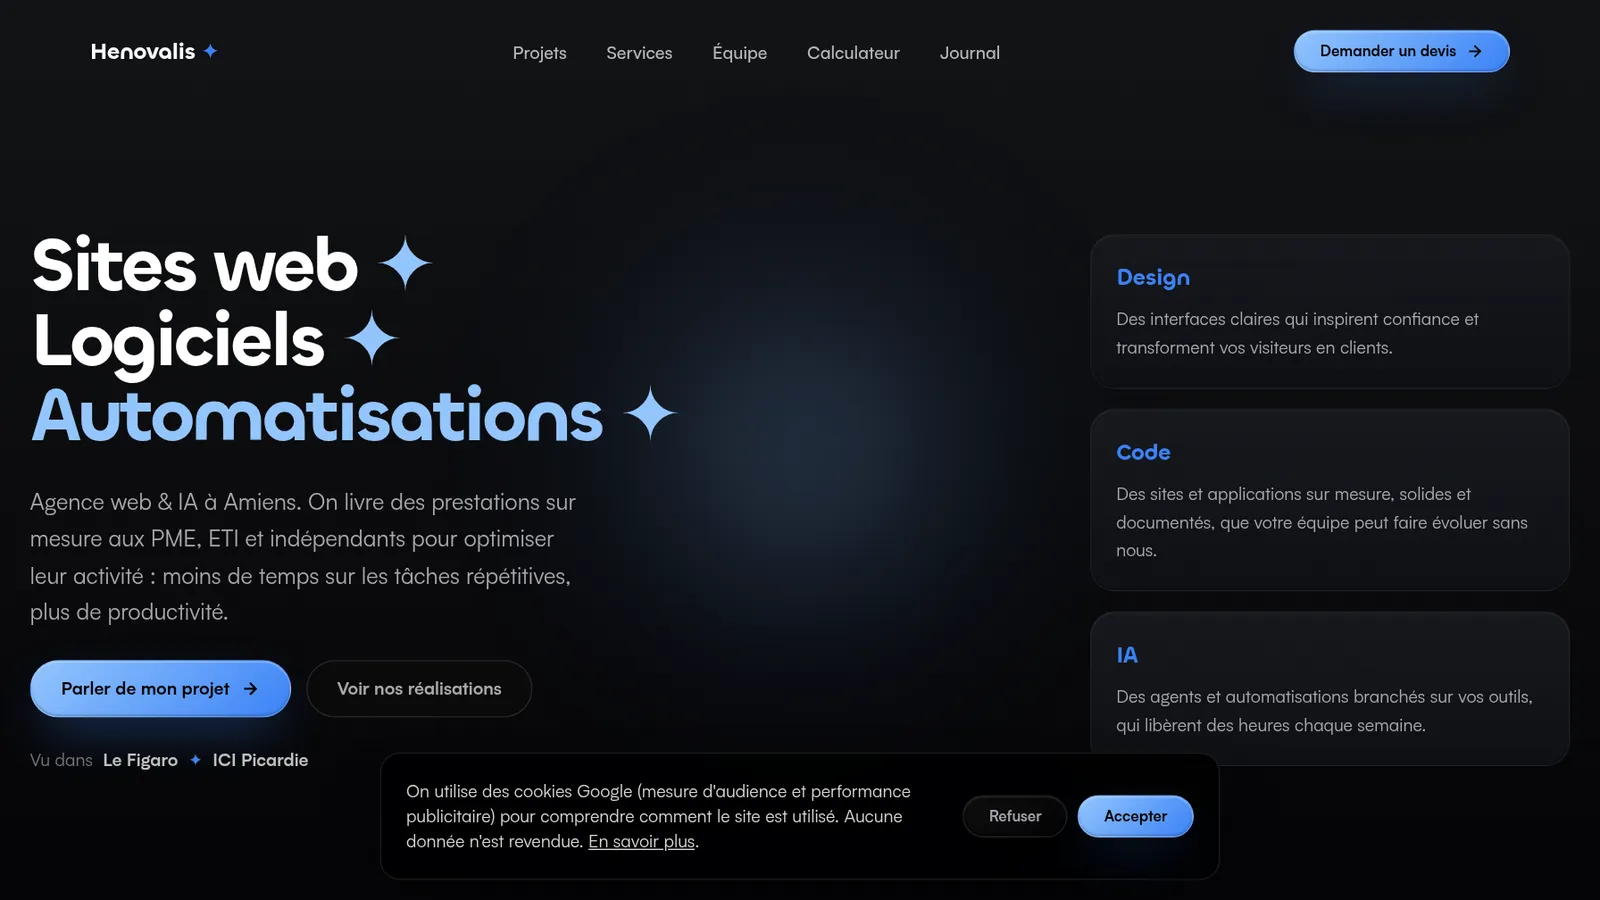 Henovalis
Projets
Services
Équipe
Calculateur
Journal
Demander un devis
Sites web
Logiciels
Automatisations
Agence web & IA à Amiens. On livre des prestations sur
mesure aux PME, ETI et indépendants pour optimiser
leur activité : moins de temps sur les tâches répétitives,
plus de productivité.
Parler de mon projet
Voir nos réalisations
Vu dans Le Figaro ICI Picardie
Design
Des interfaces claires qui inspirent confiance et
transforment vos visiteurs en clients.
Code
Des sites et applications sur mesure, solides et
documentés, que votre équipe peut faire évoluer sans
nous.
IA
Des agents et automatisations branchés sur vos outils,
qui libèrent des heures chaque semaine.
On utilise des cookies Google (mesure d'audience et performance
publicitaire) pour comprendre comment le site est utilisé. Aucune
donnée n'est revendue. En savoir plus.
Refuser
Accepter